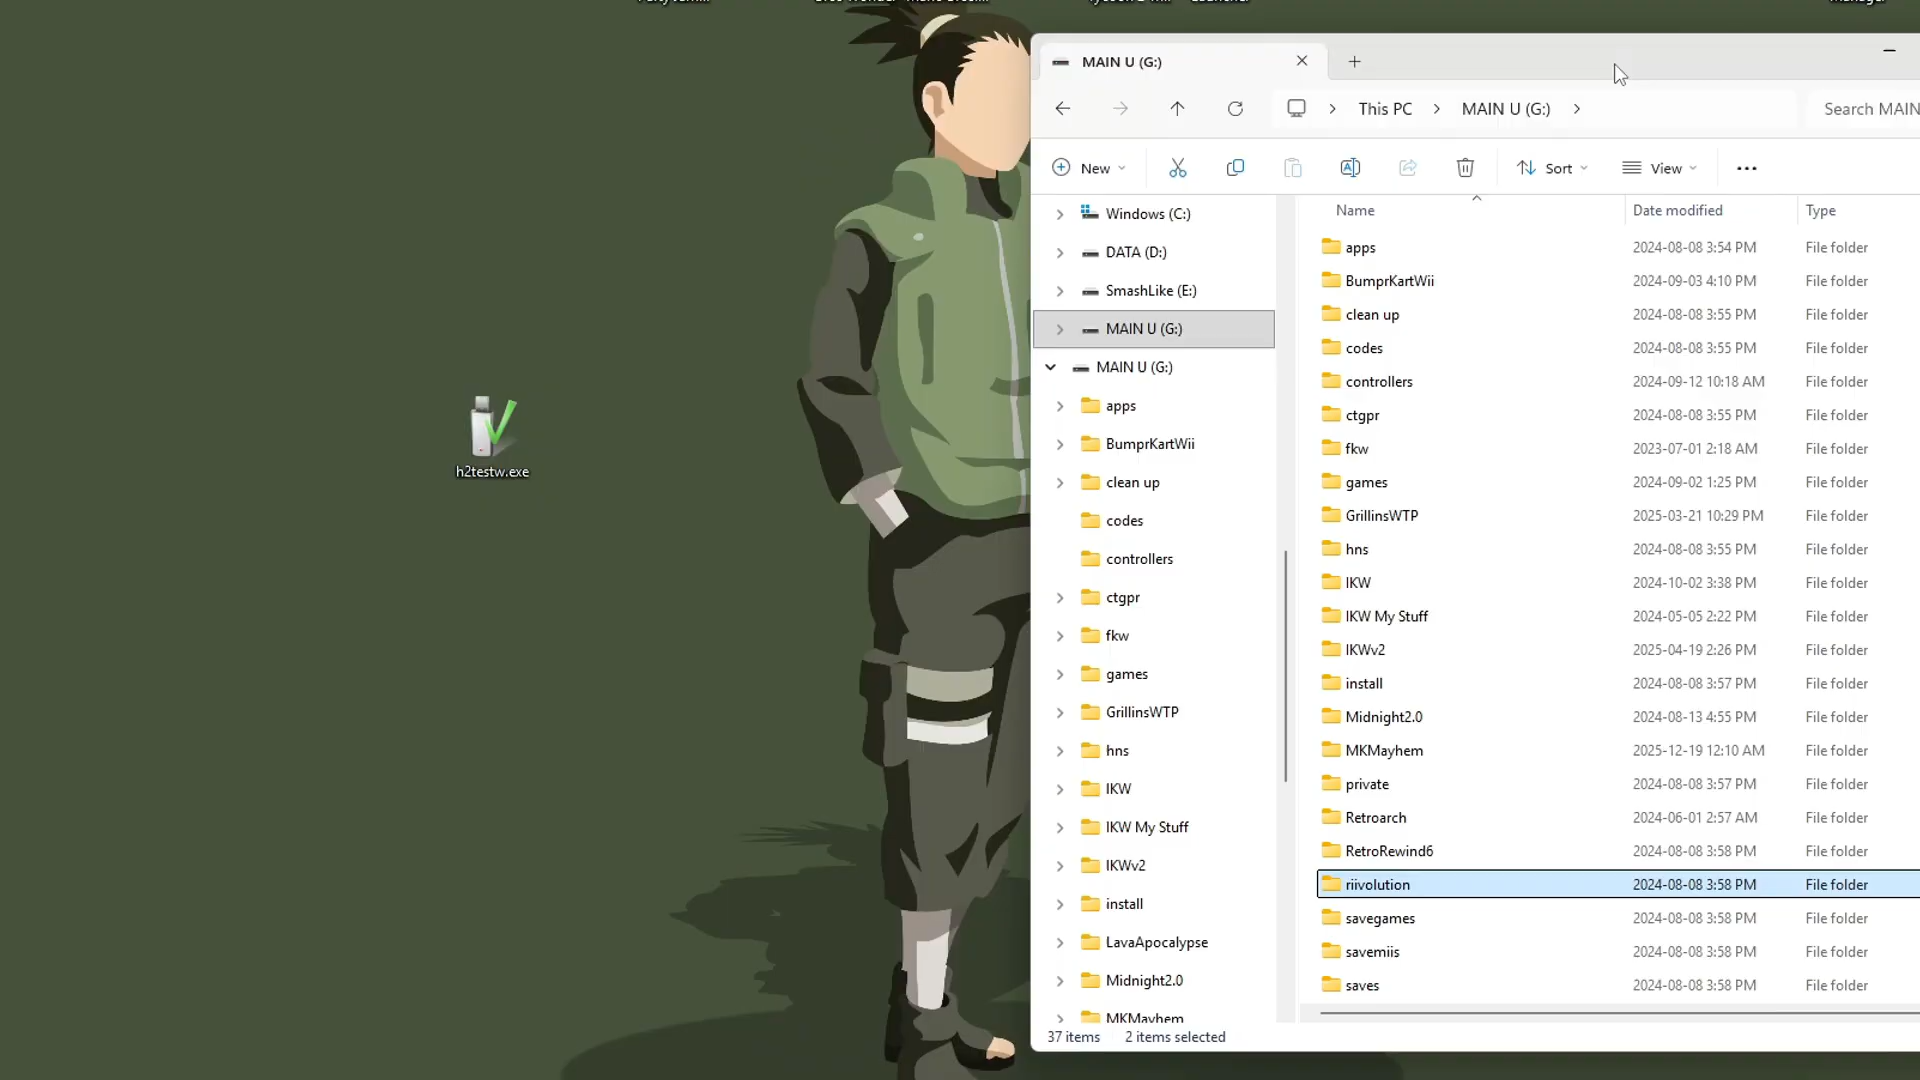 MAIN U (G:)
This PC
MAIN U (G:)
Search MAIN
New
Sort
View
Windows (C:)
DATA (D:)
SmashLike (E:)
MAIN U (G:)
MAIN U (G:)
apps
BumprKartWii
clean up
codes
controllers
ctgpr
fkw
games
GrillinsWTP
hns
IKW
IKW My Stuff
IKWv2
install
LavaApocalypse
Midnight2.0
MKMayhem
Name Date modified Type
apps 2024-08-08 3:54 PM File folder
BumprKartWii 2024-09-03 4:10 PM File folder
clean up 2024-08-08 3:55 PM File folder
codes 2024-08-08 3:55 PM File folder
controllers 2024-09-12 10:18 AM File folder
ctgpr 2024-08-08 3:55 PM File folder
fkw 2023-07-01 2:18 AM File folder
games 2024-09-02 1:25 PM File folder
GrillinsWTP 2025-03-21 10:29 PM File folder
hns 2024-08-08 3:55 PM File folder
IKW 2024-10-02 3:38 PM File folder
IKW My Stuff 2024-05-05 2:22 PM File folder
IKWv2 2025-04-19 2:26 PM File folder
install 2024-08-08 3:57 PM File folder
Midnight2.0 2024-08-13 4:55 PM File folder
MKMayhem 2025-12-19 12:10 AM File folder
private 2024-08-08 3:57 PM File folder
Retroarch 2024-06-01 2:57 AM File folder
RetroRewind6 2024-08-08 3:58 PM File folder
riivolution 2024-08-08 3:58 PM File folder
savegames 2024-08-08 3:58 PM File folder
savemiis 2024-08-08 3:58 PM File folder
saves 2024-08-08 3:58 PM File folder
37 items 2 items selected
h2testw.exe